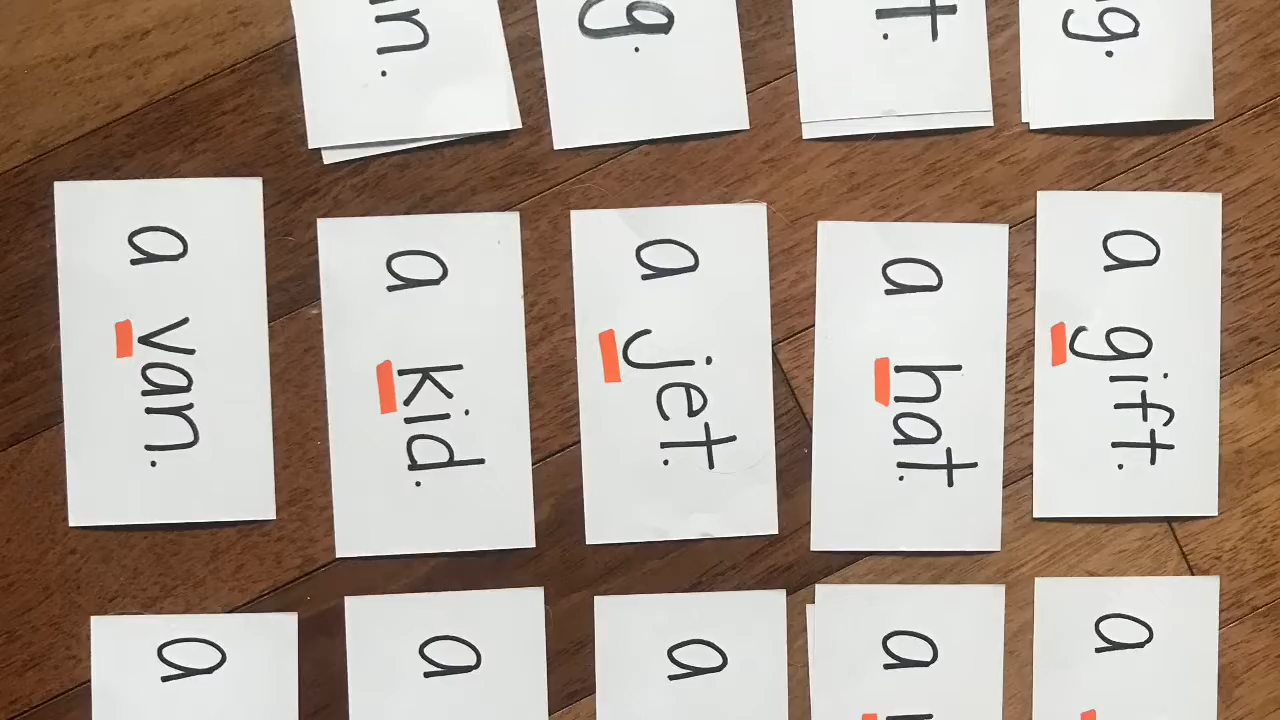 a gift.
a
a hat.
a
a jet.
a
a kid.
a
a van.
a